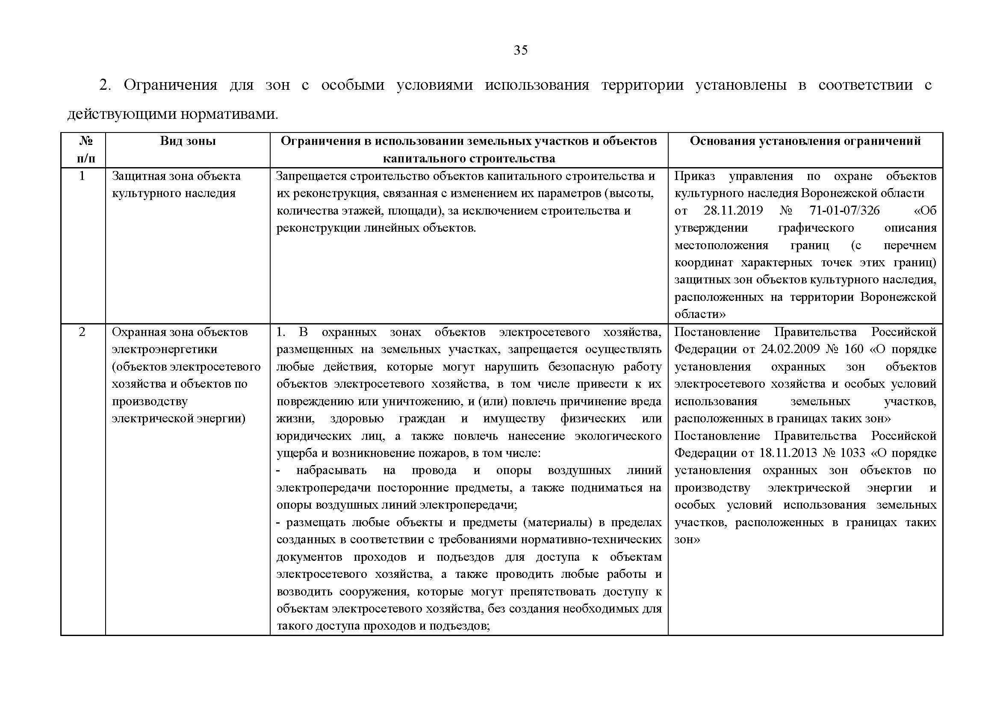 35
2. Ограничения для зон с особыми условиями использования территории установлены в соответствии с
действующими нормативами.
№
п/п
Вид зоны
Ограничения в использовании земельных участков и объектов
капитального строительства
Основания установления ограничений
1
Защитная зона объекта
культурного наследия
Запрещается строительство объектов капитального строительства и
их реконструкция, связанная с изменением их параметров (высоты,
количества этажей, площади), за исключением строительства и
реконструкции линейных объектов.
Приказ управления по охране объектов
культурного наследия Воронежской области
от 28.11.2019 № 71-01-07/326 «Об
утверждении графического описания
местоположения границ (с перечнем
координат характерных точек этих границ)
защитных зон объектов культурного наследия,
расположенных на территории Воронежской
области»
2
Охранная зона объектов
электроэнергетики
(объектов электросетевого
хозяйства и объектов по
производству
электрической энергии)
1. В охранных зонах объектов электросетевого хозяйства,
размещенных на земельных участках, запрещается осуществлять
любые действия, которые могут нарушить безопасную работу
объектов электросетевого хозяйства, в том числе привести к их
повреждению или уничтожению, и (или) повлечь причинение вреда
жизни, здоровью граждан и имуществу физических или
юридических лиц, а также повлечь нанесение экологического
ущерба и возникновение пожаров, в том числе:
- набрасывать на провода и опоры воздушных линий
электропередачи посторонние предметы, а также подниматься на
опоры воздушных линий электропередачи;
- размещать любые объекты и предметы (материалы) в пределах
созданных в соответствии с требованиями нормативно-технических
документов проходов и подъездов для доступа к объектам
электросетевого хозяйства, а также проводить любые работы и
возводить сооружения, которые могут препятствовать доступу к
объектам электросетевого хозяйства, без создания необходимых для
такого доступа проходов и подъездов;
Постановление Правительства Российской
Федерации от 24.02.2009 № 160 «О порядке
установления охранных зон объектов
электросетевого хозяйства и особых условий
использования земельных участков,
расположенных в границах таких зон»
Постановление Правительства Российской
Федерации от 18.11.2013 № 1033 «О порядке
установления охранных зон объектов по
производству электрической энергии и
особых условий использования земельных
участков, расположенных в границах таких
зон»